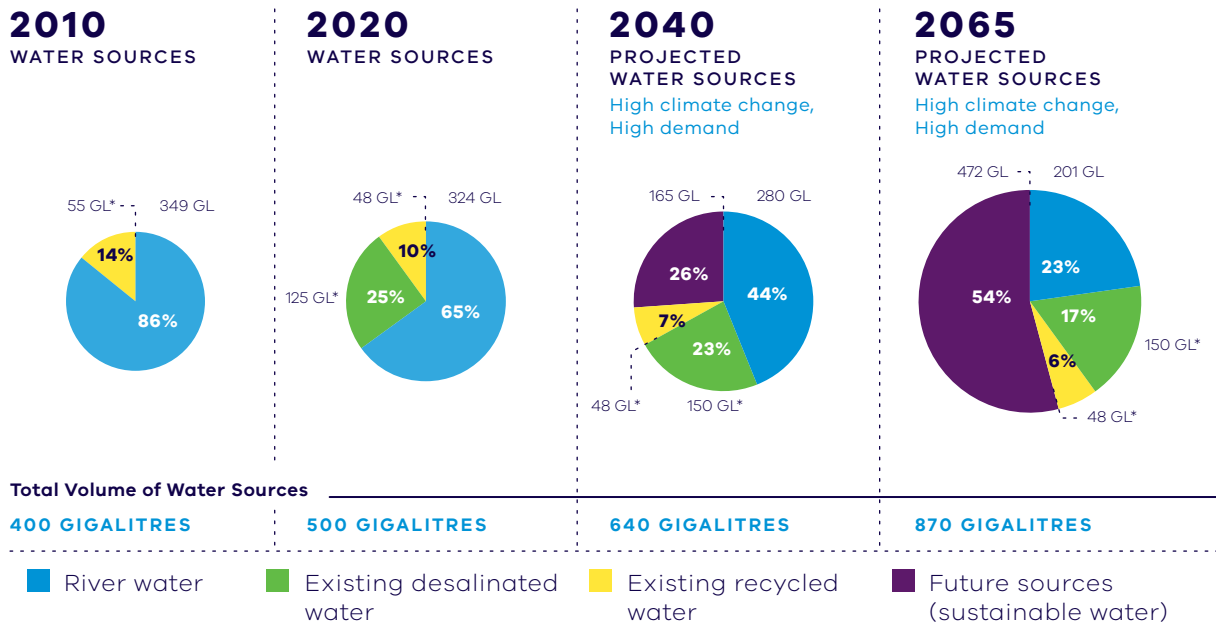 2010
WATER SOURCES
55 GL*
349 GL
14%
86%
2020
WATER SOURCES
48 GL*
324 GL
10%
125 GL*
25%
65%
2040
PROJECTED
WATER SOURCES
High climate change,
High demand
165 GL
280 GL
26%
44%
7%
23%
48 GL*
150 GL*
2065
PROJECTED
WATER SOURCES
High climate change,
High demand
472 GL
201 GL
23%
54%
17%
150 GL*
6%
48 GL*
Total Volume of Water Sources
400 GIGALITRES
500 GIGALITRES
640 GIGALITRES
870 GIGALITRES
River water
Existing desalinated
water
Existing recycled
water
Future sources
(sustainable water)